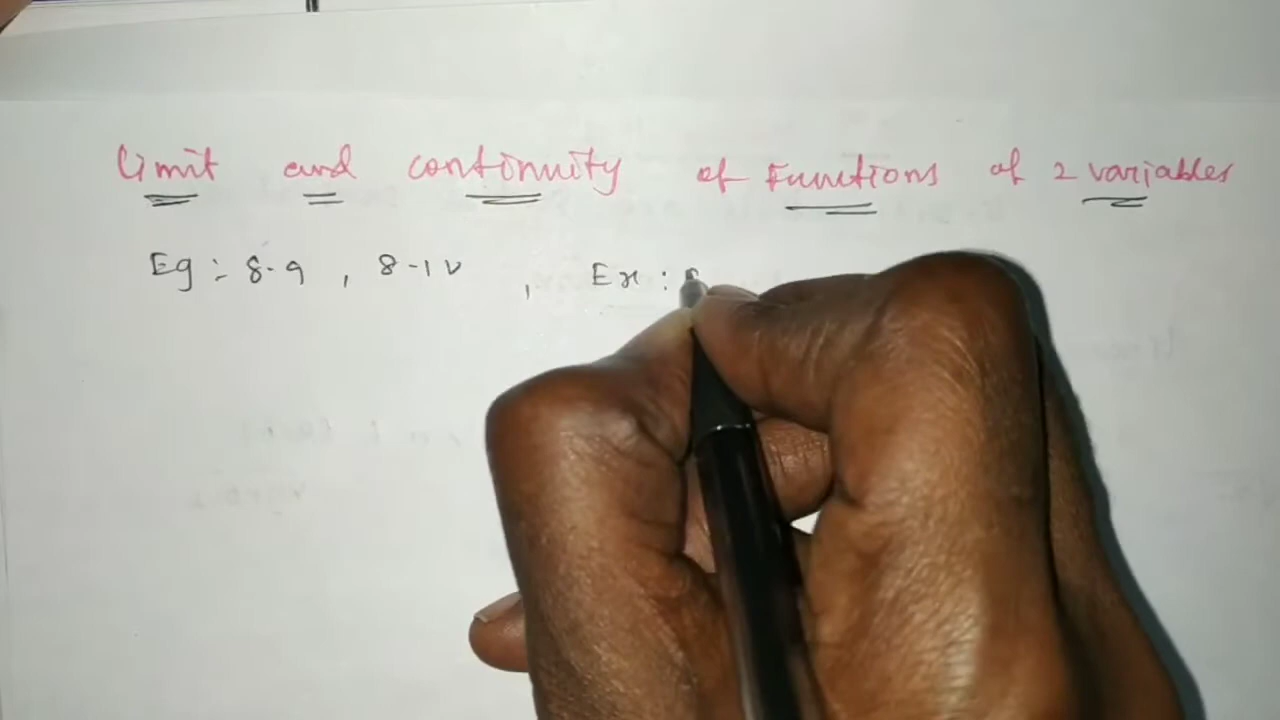 Limit and continuity of Functions of 2 variables
Eg :- 8.9 , 8-10 , Ex :